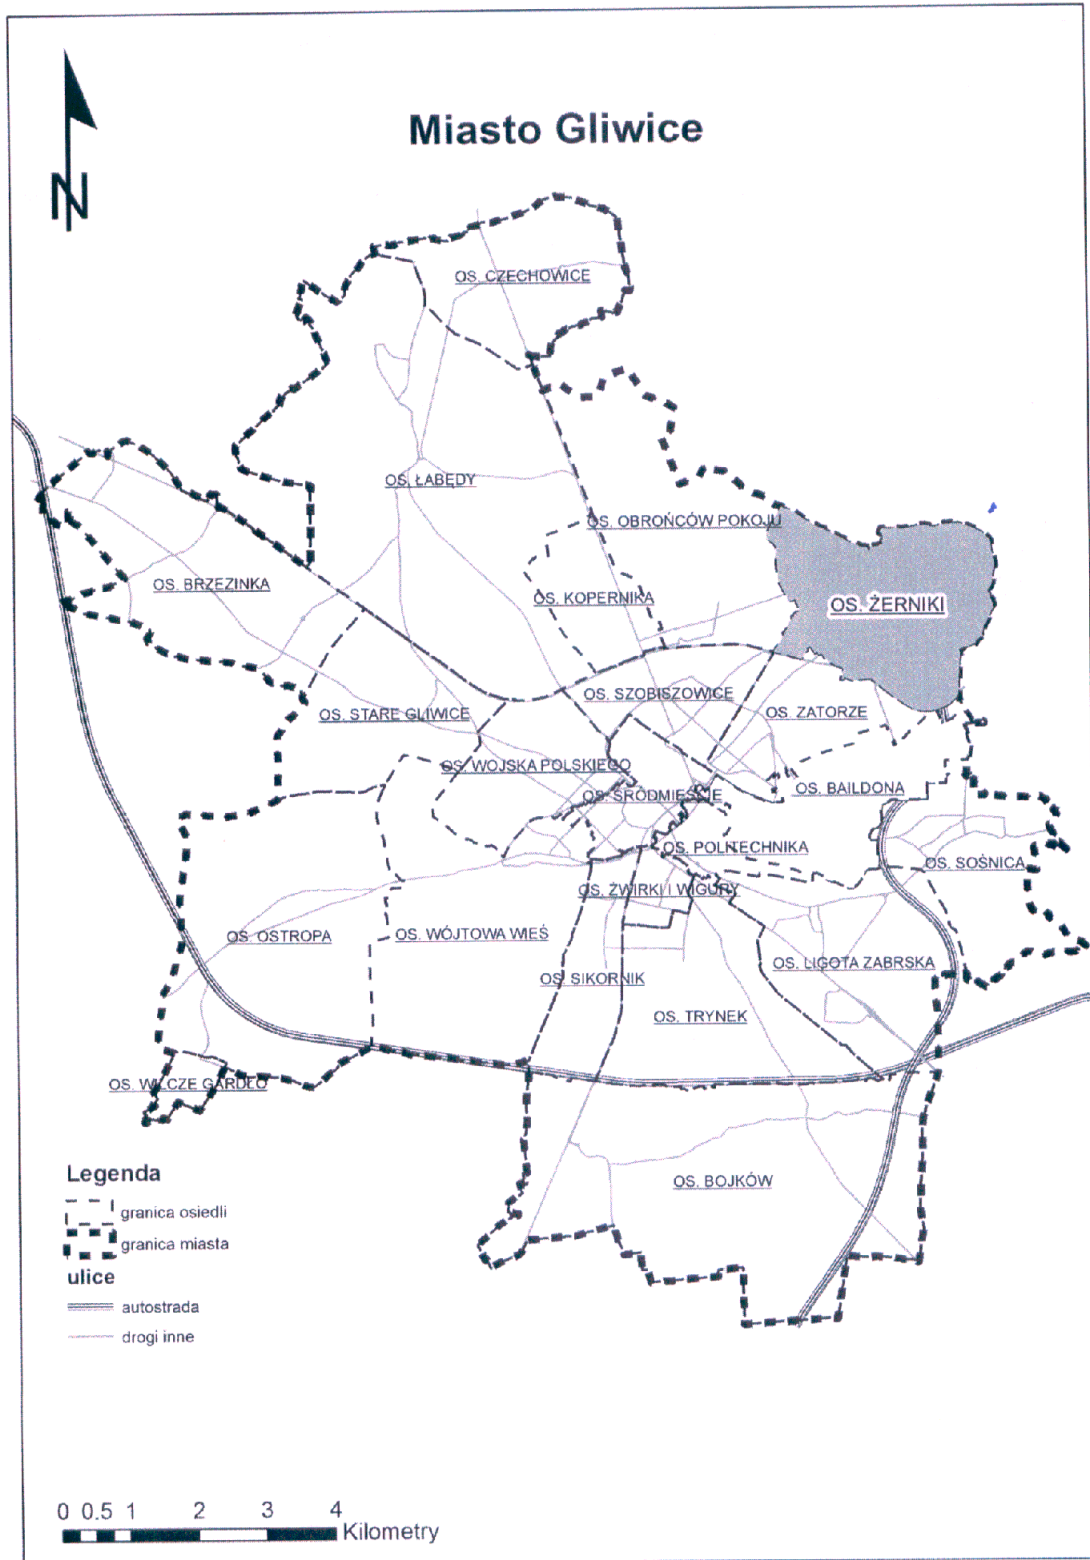 Miasto Gliwice
N
OS. CZECHOWICE
OS. ŁABĘDY
OS. OBROŃCÓW POKOJU
OS. BRZEZINKA
OS. KOPERNIKA
OS. ŻERNIKI
OS. SZOBISZOWICE
OS. STARE GLIWICE
OS. ZATORZE
OS. WOJSKA POLSKIEGO
OS. ŚRÓDMIEŚCIE
OS. BAILDONA
OS. POLITECHNIKA
OS. SOŚNICA
OS. ŻWIRKI I WIGURY
OS. OSTROPA
OS. WÓJTOWA WIEŚ
OS. LIGOTA ZABRSKA
OS. SIKORNIK
OS. TRYNEK
OS. WILCZE GARDŁO
OS. BOJKÓW
Legenda
granica osiedli
granica miasta
ulice
autostrada
drogi inne
0 0.5 1 2 3 4
Kilometry